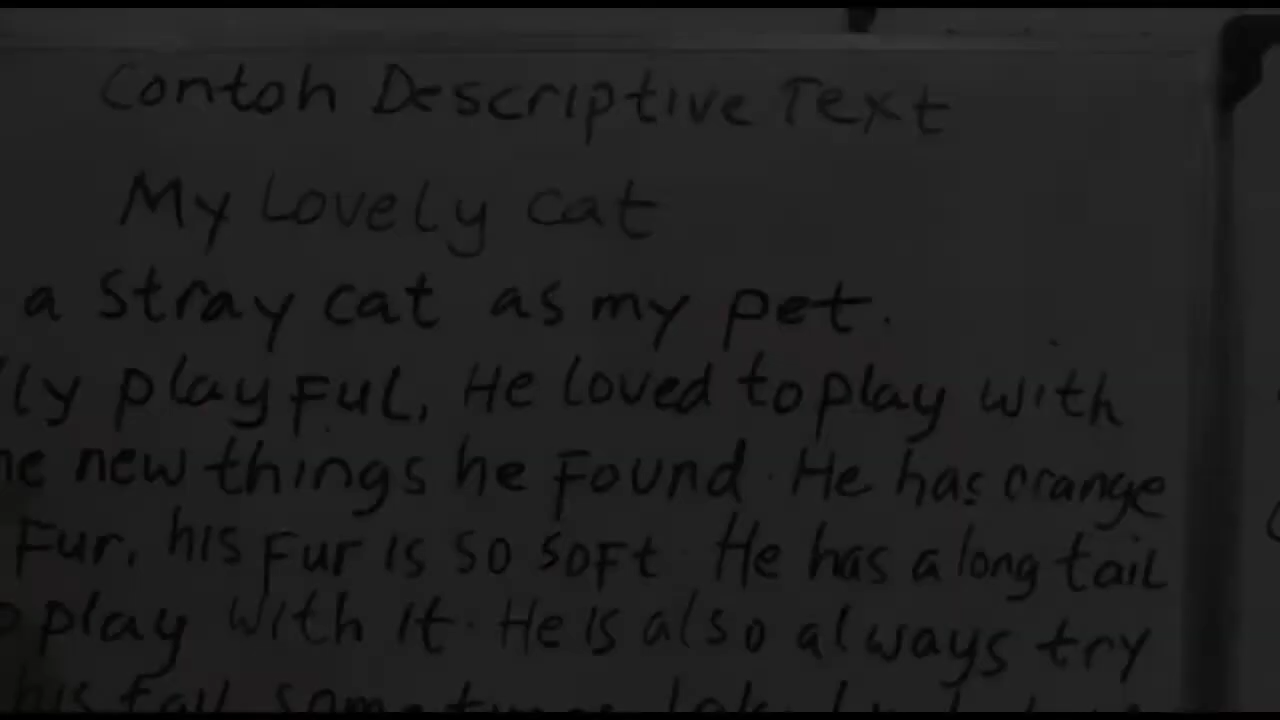 Contoh Descriptive Text
My Lovely cat
a stray cat as my pet.
playful, He loved to play with
new things he found. He has orange
Fur, his fur is so soft. He has a long tail
play with it. He is also always try
his tail